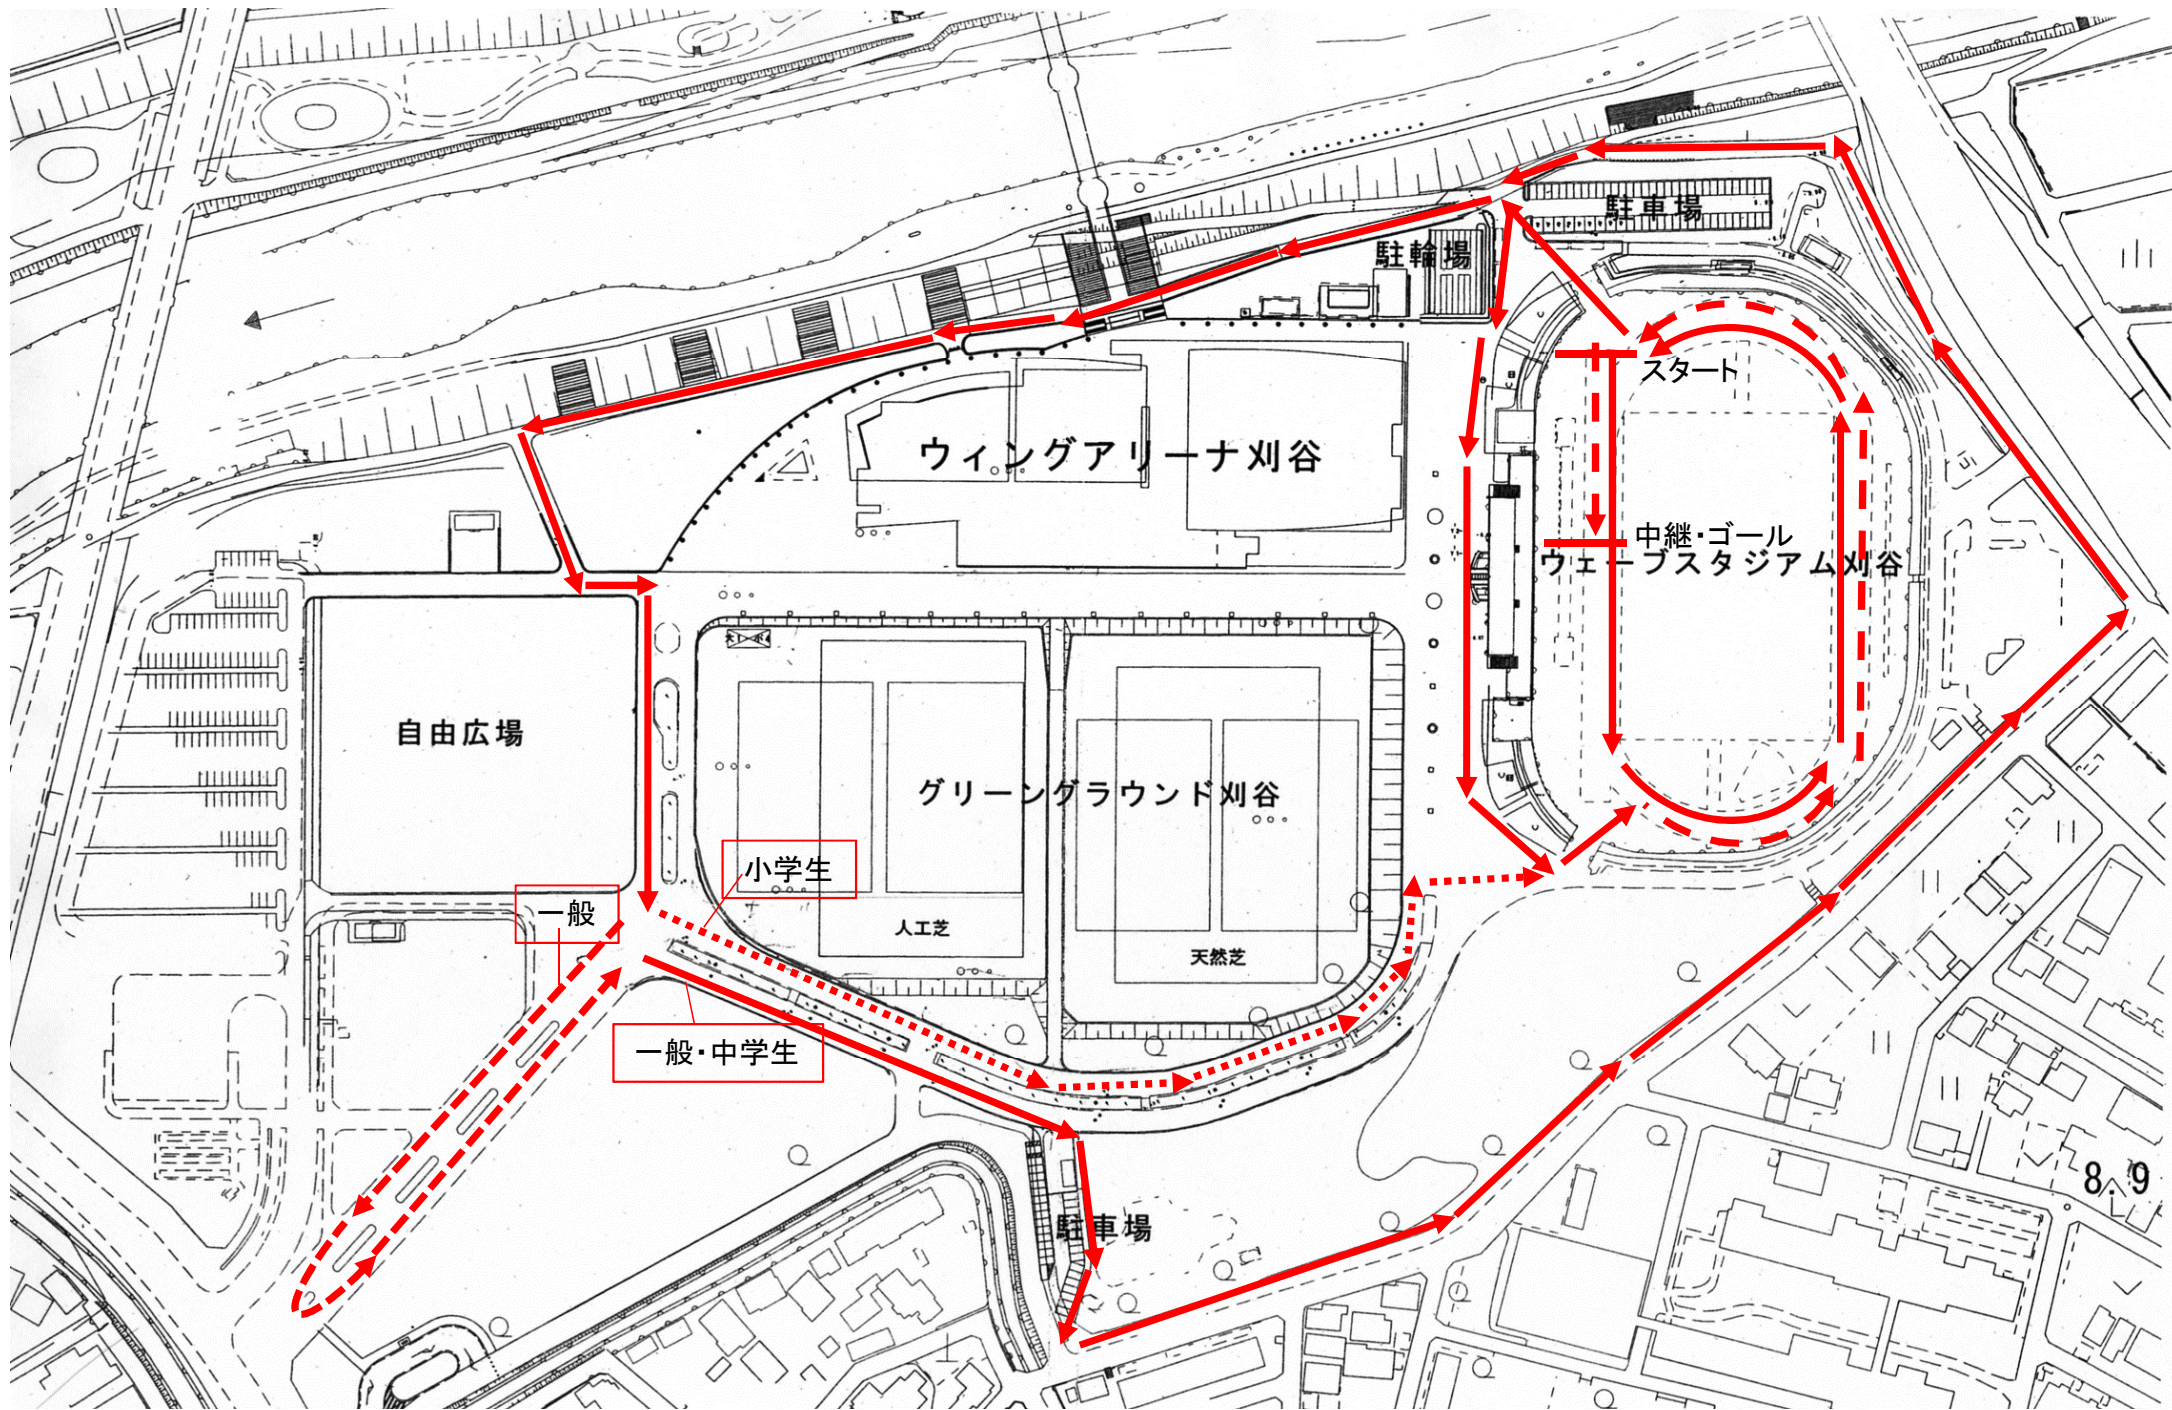 駐車場
駐輪場
スタート
ウィングアリーナ刈谷
中継・ゴール
ウェーブスタジアム刈谷
自由広場
グリーングラウンド刈谷
小学生
一般
人工芝
天然芝
一般・中学生
8.9
駐車場